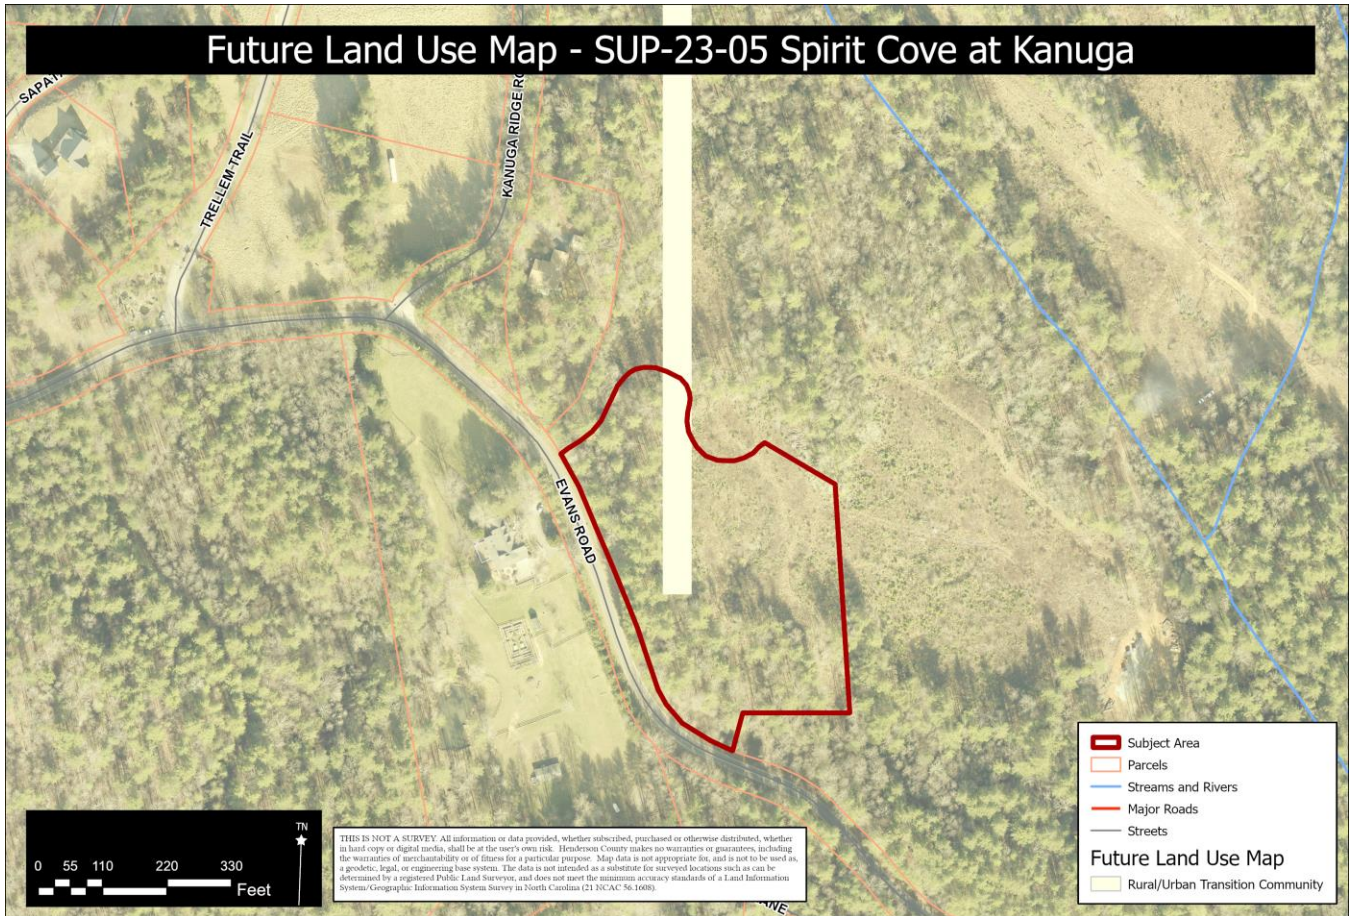 Future Land Use Map - SUP-23-05 Spirit Cove at Kanuga
TRELLEM TRAIL
KANUGA RIDGE
EVANS ROAD
Subject Area
Parcels
Streams and Rivers
Major Roads
Streets
Future Land Use Map
Rural/Urban Transition Community
TN
0 55 110 220 330
Feet
THIS IS NOT A SURVEY. All information or data provided, whether subscribed, purchased or otherwise distributed, whether
in hard copy or digital media, shall be at the user's own risk. Henderson County makes no warranties or guarantees, including
the warranties of merchantability or of fitness for a particular purpose. Map data is not appropriate for, and is not to be used as,
a geodetic, legal, or engineering base system. The data is not intended as a substitute for surveyed locations such as can be
determined by a registered Public Land Surveyor, and does not meet the minimum accuracy standards of a Land Information
System/Geographic Information System Survey in North Carolina (21 NCAC 56.1608).